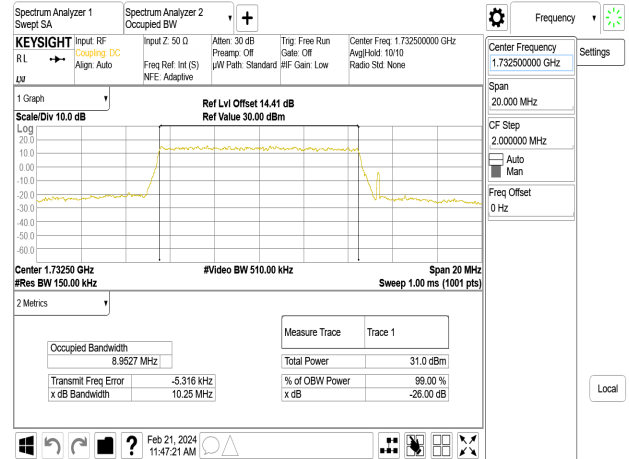 Spectrum Analyzer 1
Swept SA
Spectrum Analyzer 2
Occupied BW
Frequency
KEYSIGHT
RL
Input: RF
Coupling: DC
Align: Auto
Input Z: 50 Ω
Freq Ref: Int (S)
NFE: Adaptive
Atten: 30 dB
Preamp: Off
µW Path: Standard
Trig: Free Run
Gate: Off
#IF Gain: Low
Center Freq: 1.732500000 GHz
Avg|Hold: 10/10
Radio Std: None
Center Frequency
1.732500000 GHz
Settings
Span
20.000 MHz
CF Step
2.000000 MHz
Auto
Man
Freq Offset
0 Hz
Local
1 Graph
Scale/Div 10.0 dB
Ref Lvl Offset 14.41 dB
Ref Value 30.00 dBm
Log
20.0
10.0
0.00
-10.0
-20.0
-30.0
-40.0
-50.0
-60.0
Center 1.73250 GHz
#Video BW 510.00 kHz
Span 20 MHz
#Res BW 150.00 kHz
Sweep 1.00 ms (1001 pts)
2 Metrics
Measure Trace
Trace 1
Occupied Bandwidth
8.9527 MHz
Total Power
31.0 dBm
Transmit Freq Error
-5.316 kHz
% of OBW Power
99.00 %
x dB Bandwidth
10.25 MHz
x dB
-26.00 dB
?
Feb 21, 2024
11:47:21 AM